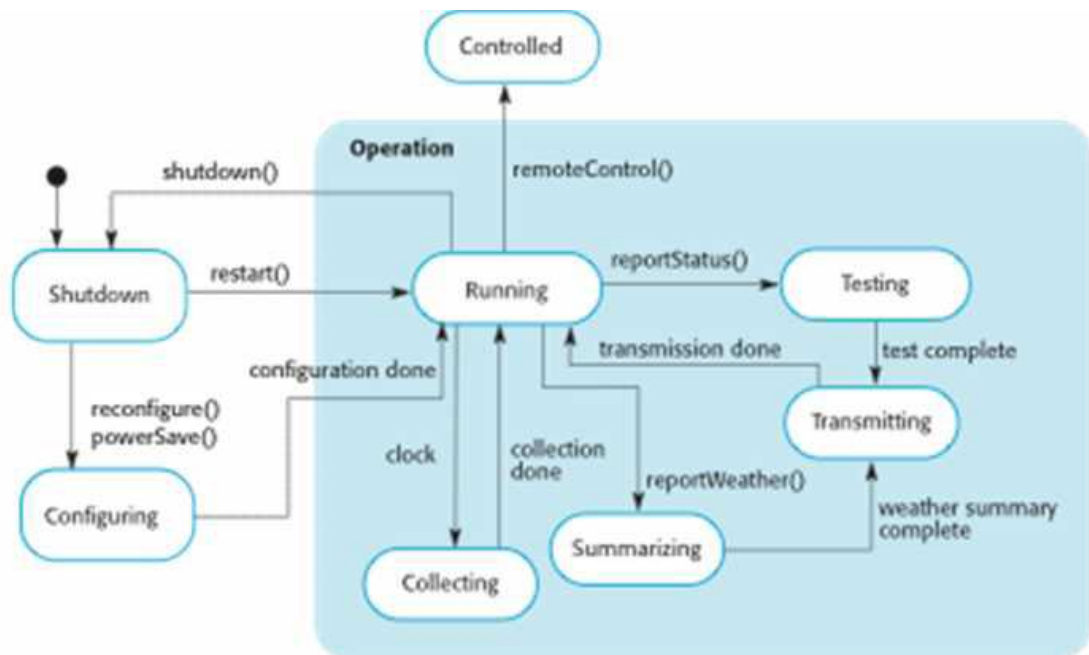 Controlled
Operation
shutdown()
remoteControl()
Shutdown
restart()
Running
reportStatus()
Testing
transmission done
test complete
configuration done
reconfigure()
powerSave()
Transmitting
clock
collection
done
reportWeather()
Configuring
weather summary
complete
Summarizing
Collecting